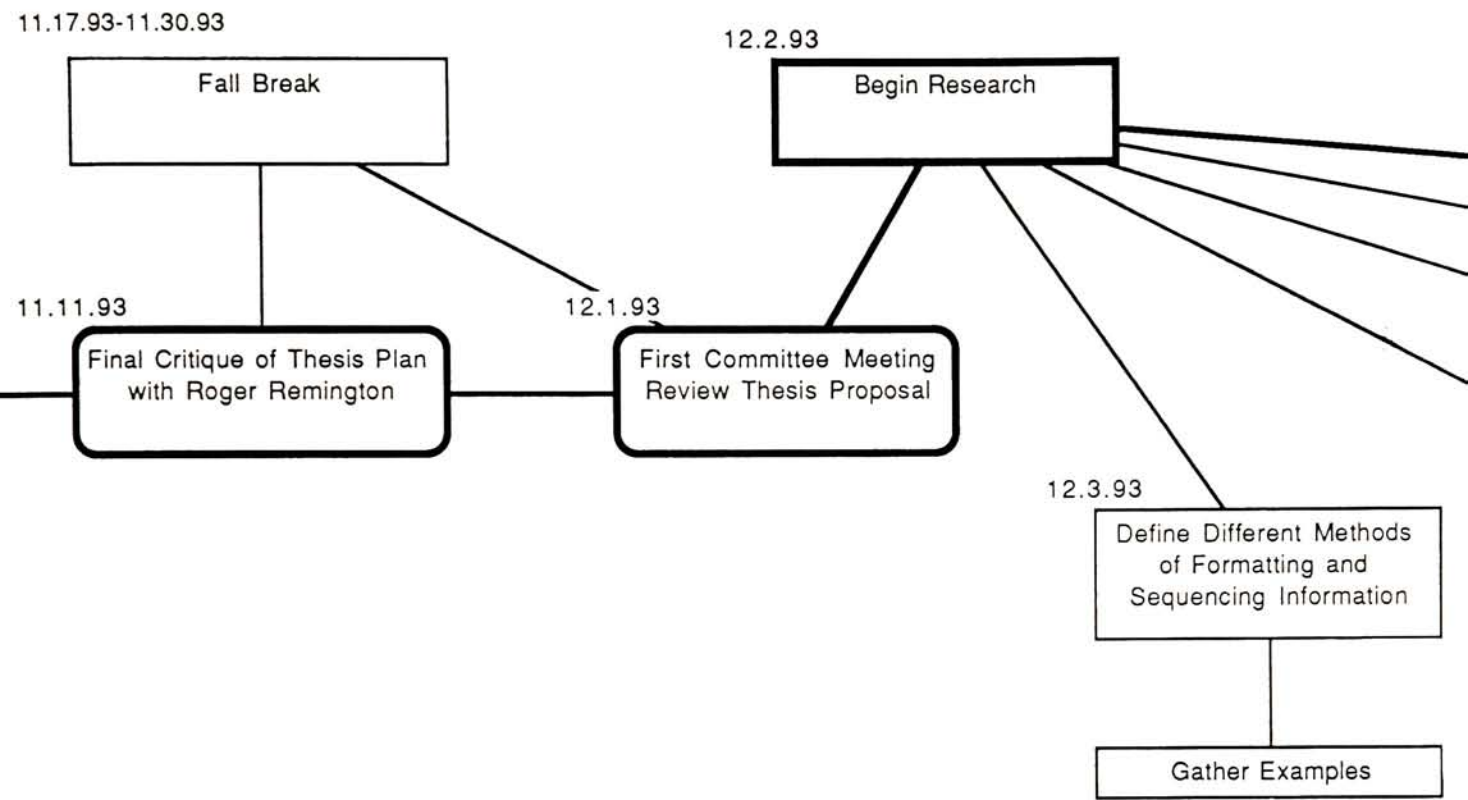 11.17.93-11.30.93
Fall Break
12.2.93
Begin Research
11.11.93
Final Critique of Thesis Plan
with Roger Remington
12.1.93
First Committee Meeting
Review Thesis Proposal
12.3.93
Define Different Methods
of Formatting and
Sequencing Information
Gather Examples